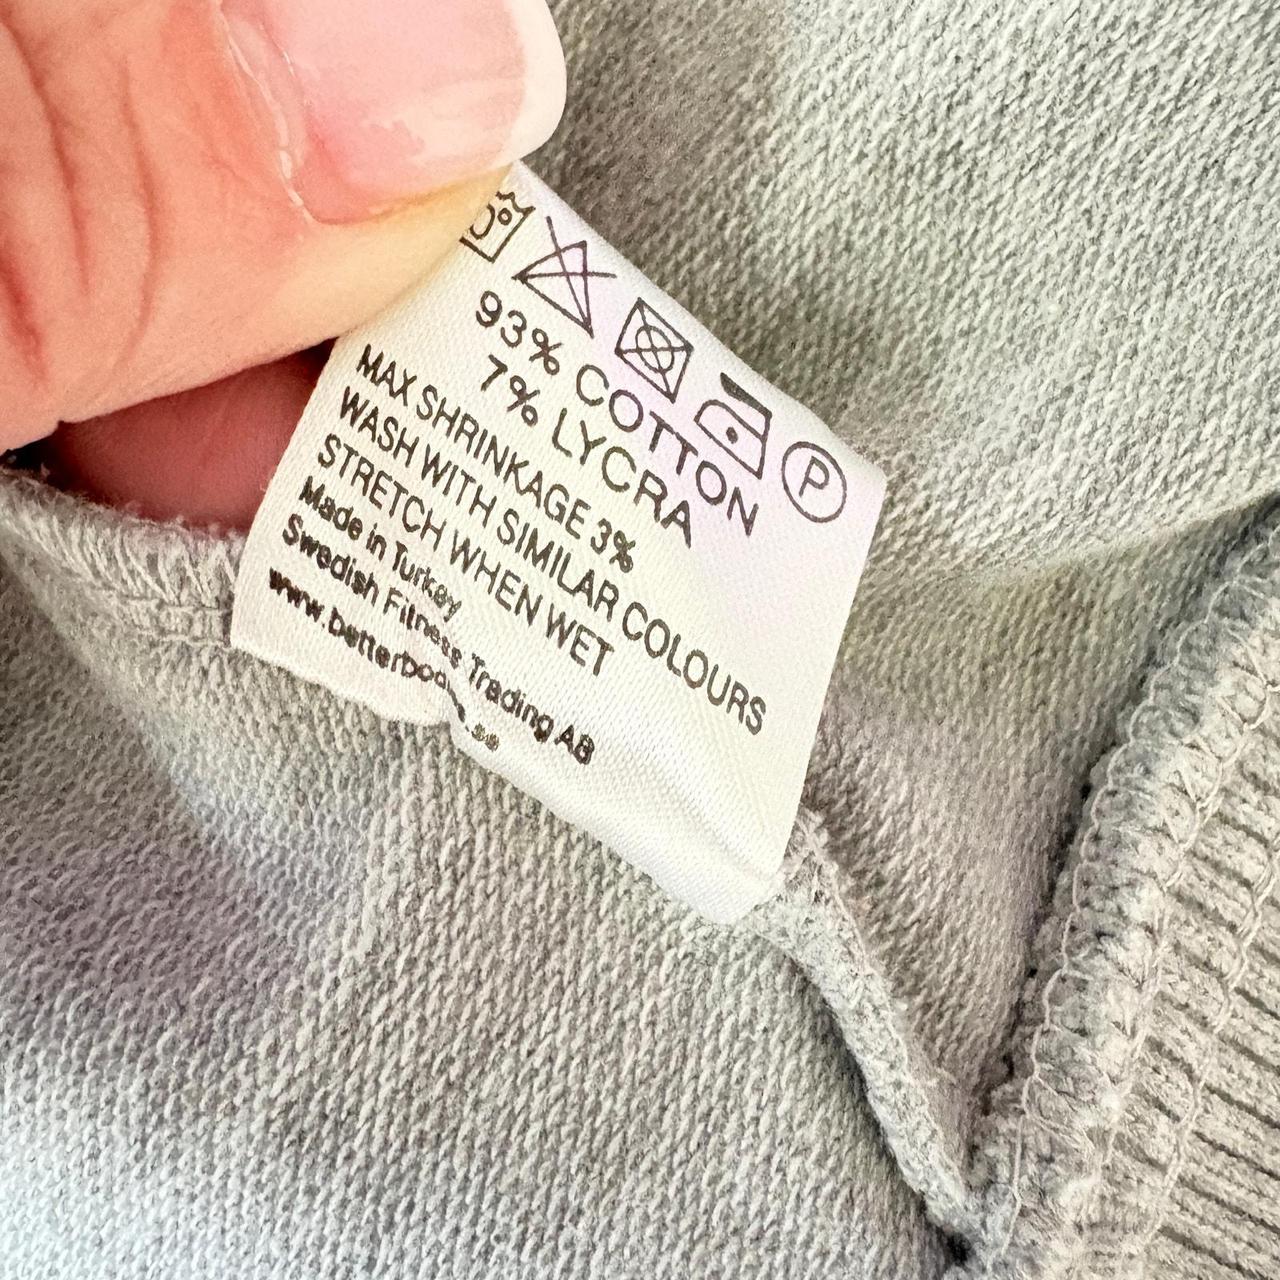 P
93% COTTON
7% LYCRA
MAX SHRINKAGE 3%
WASH WITH SIMILAR COLOURS
STRETCH WHEN WET
Made in Turkey
Swedish Fitness Trading AB